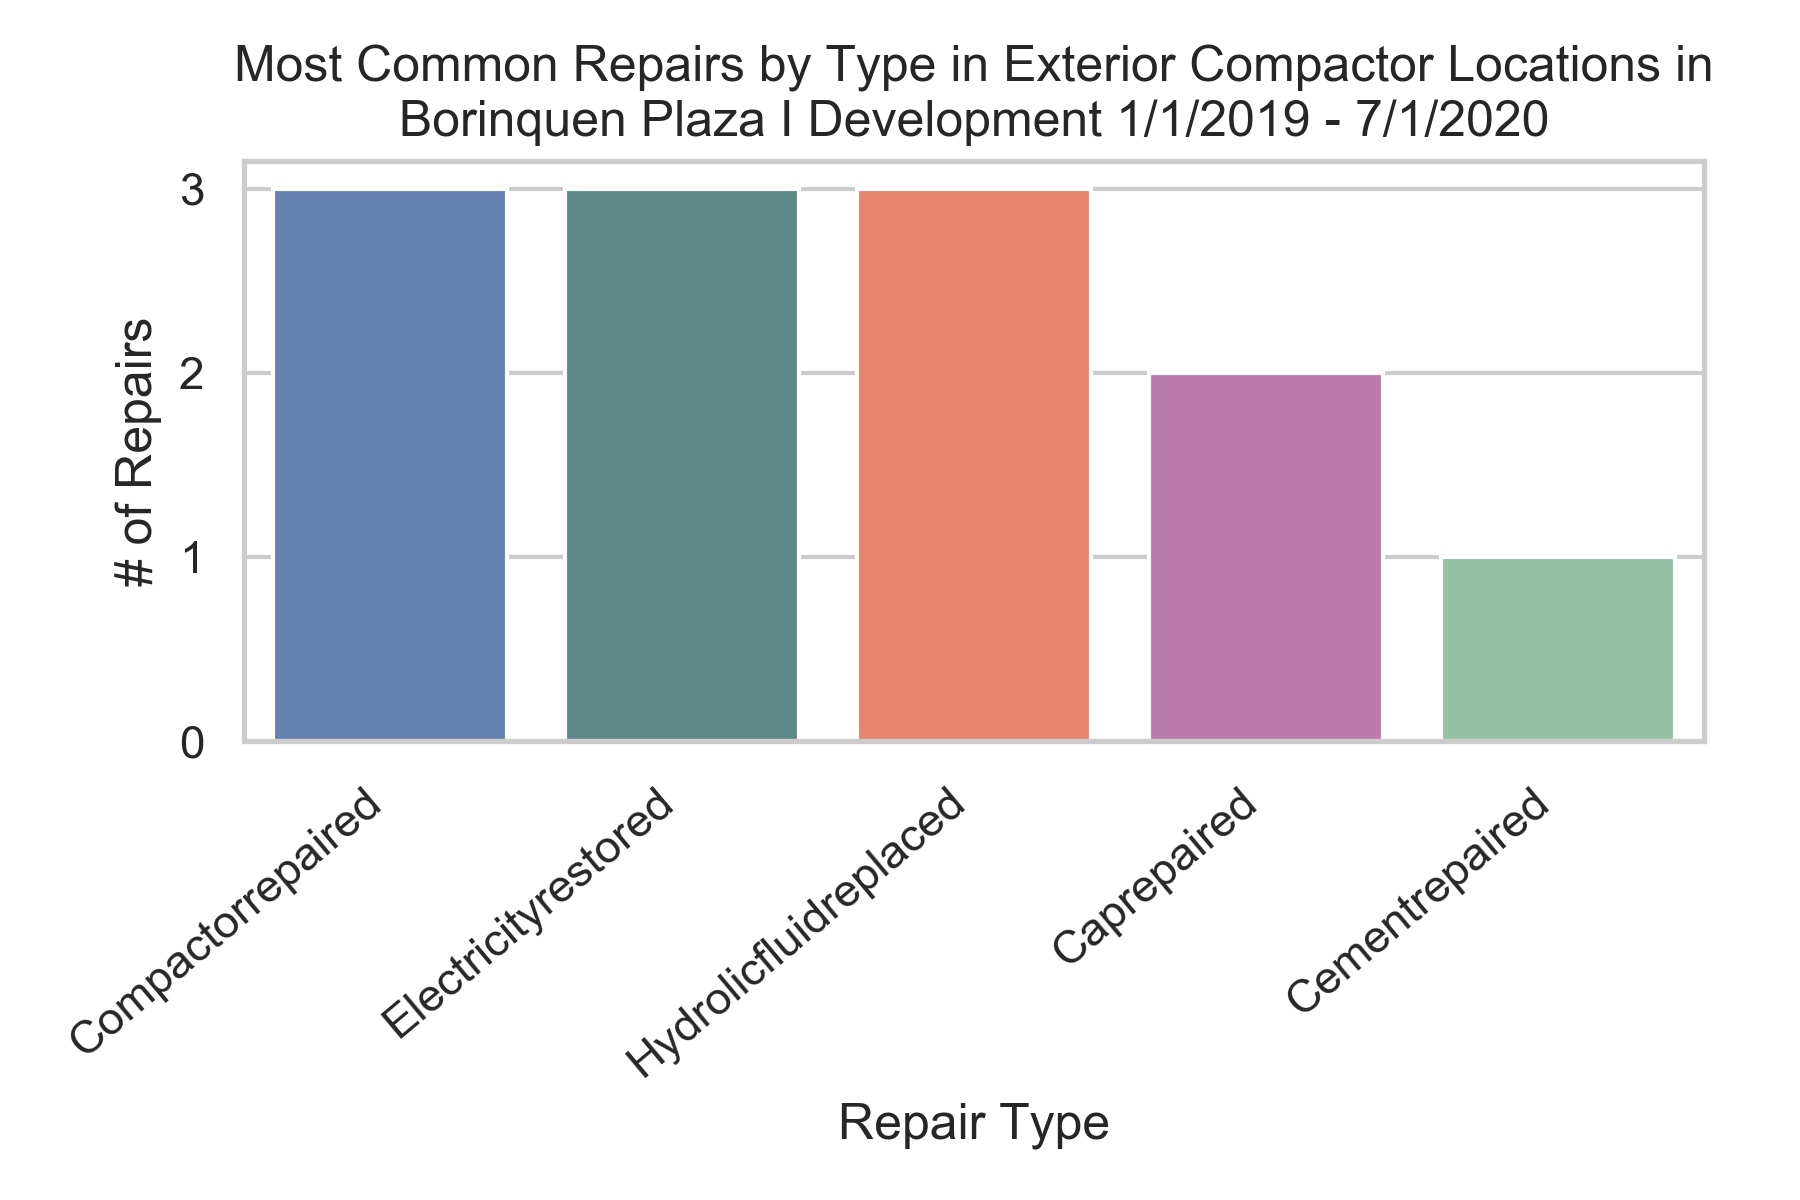 Most Common Repairs by Type in Exterior Compactor Locations in
Borinquen Plaza I Development 1/1/2019 - 7/1/2020
# of Repairs
3
2
1
0
Compactorrepaired
Electricityrestored
Hydrolicfluidreplaced
Caprepaired
Cementrepaired
Repair Type